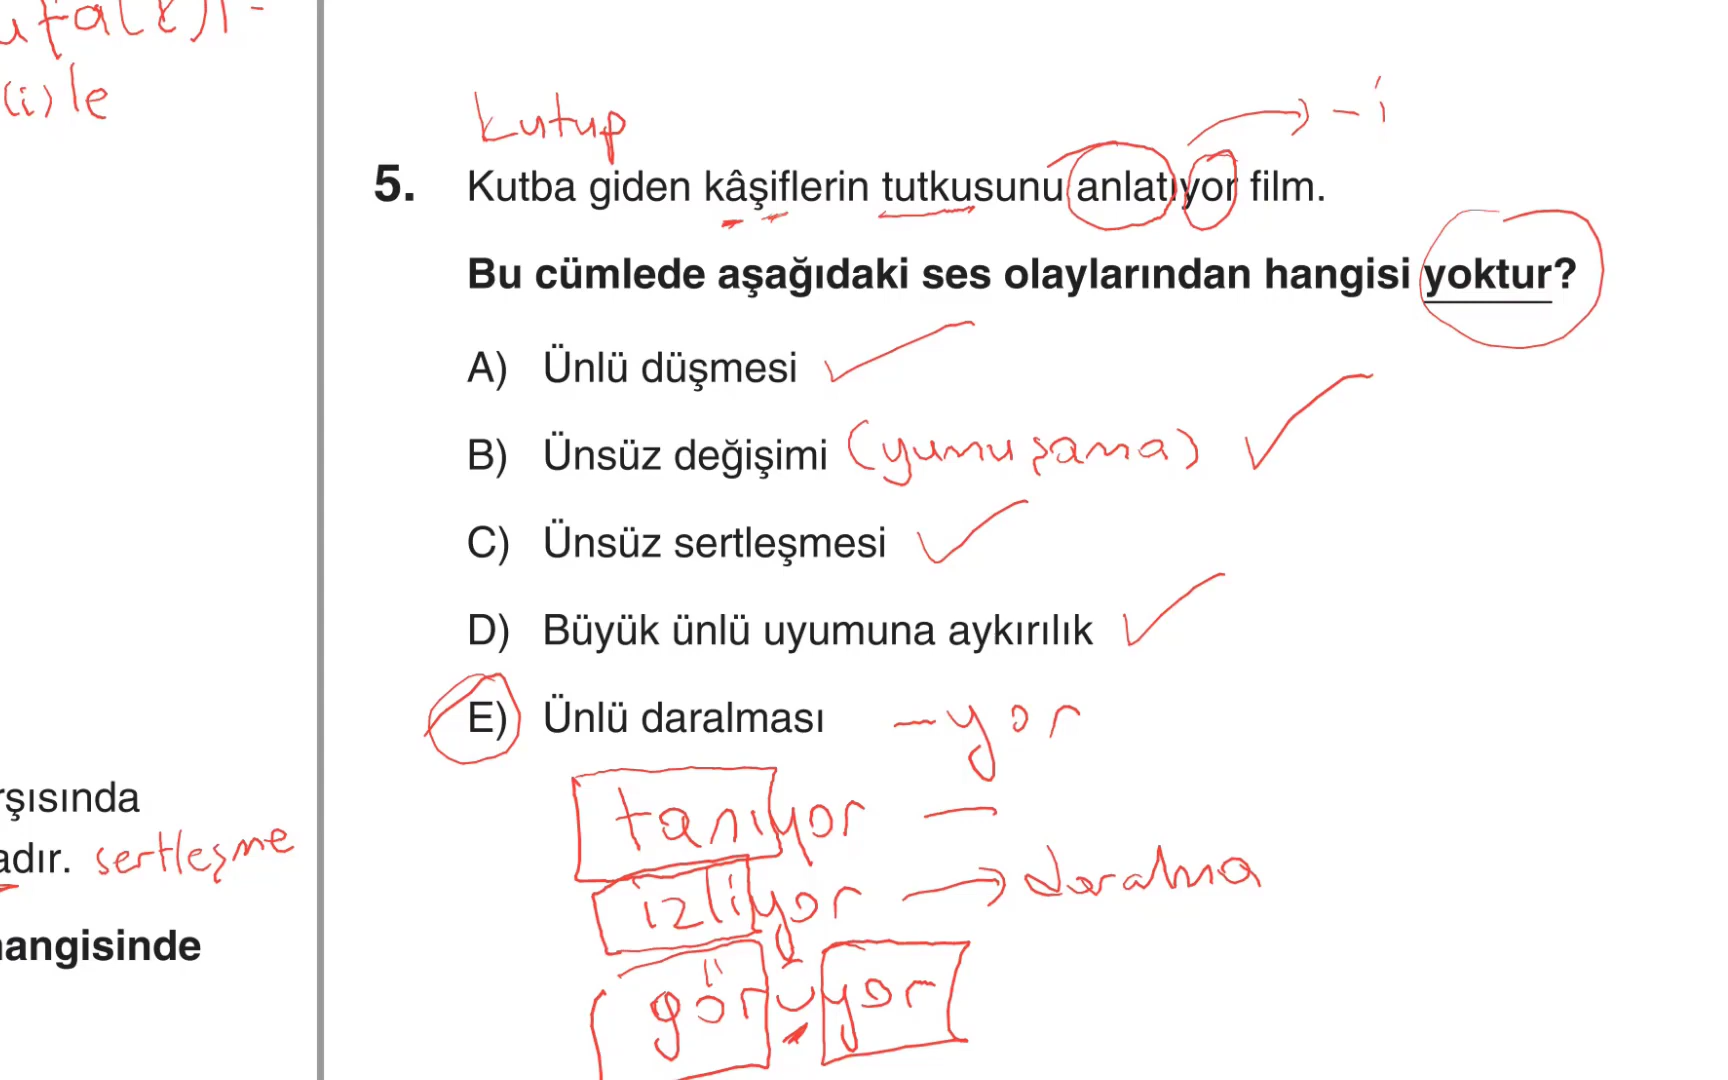 (i)le
kutup
→ - i
5. Kutba giden kâşiflerin tutkusunu anlatıyor film.
Bu cümlede aşağıdaki ses olaylarından hangisi yoktur?
A) Ünlü düşmesi ✓
B) Ünsüz değişimi (yumuşama) ✓
C) Ünsüz sertleşmesi ✓
D) Büyük ünlü uyumuna aykırılık ✓
E) Ünlü daralması -yor
tanıyor -
rşısında
adır. sertleşme
izliyor → daralma
hangisinde
görüyor